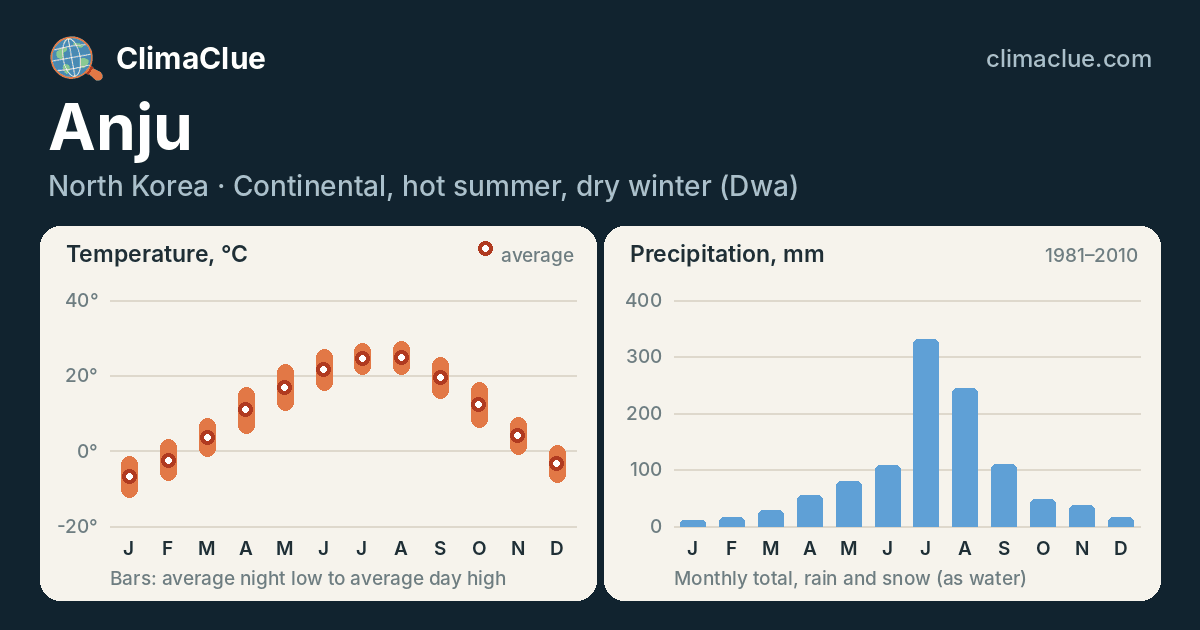 ClimaClue
climaclue.com
Anju
North Korea · Continental, hot summer, dry winter (Dwa)
Temperature, °C
average
40°
20°
0°
-20°
J F M A M J J A S O N D
Bars: average night low to average day high
Precipitation, mm
1981–2010
400
300
200
100
0
J F M A M J J A S O N D
Monthly total, rain and snow (as water)